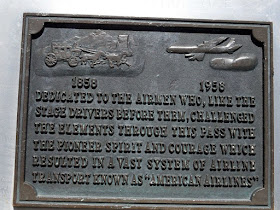 1858 1958
DEDICATED TO THE AIRMEN WHO, LIKE THE
STAGE DRIVERS BEFORE THEM, CHALLENGED
THE ELEMENTS THROUGH THIS PASS WITH
THE PIONEER SPIRIT AND COURAGE WHICH
RESULTED IN A VAST SYSTEM OF AIRLINE
TRANSPORT KNOWN AS "AMERICAN AIRLINES"